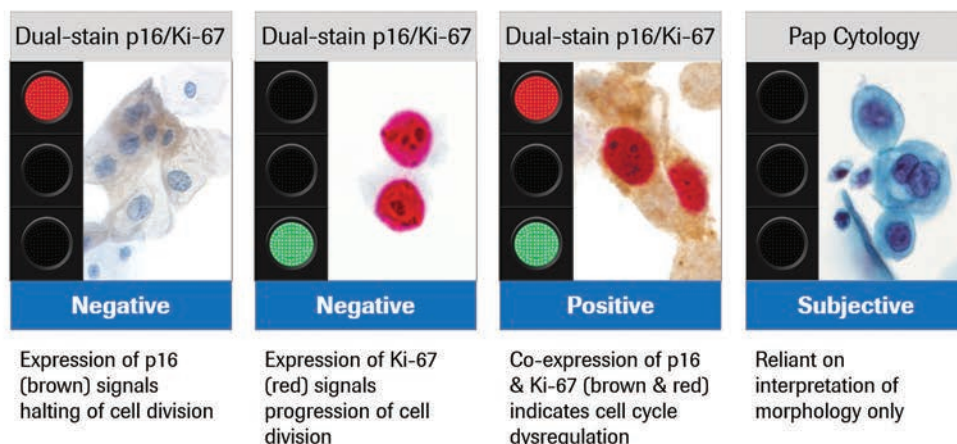 Dual-stain p16/Ki-67
Negative
Expression of p16
(brown) signals
halting of cell division
Dual-stain p16/Ki-67
Negative
Expression of Ki-67
(red) signals
progression of cell
division
Dual-stain p16/Ki-67
Positive
Co-expression of p16
& Ki-67 (brown & red)
indicates cell cycle
dysregulation
Pap Cytology
Subjective
Reliant on
interpretation of
morphology only